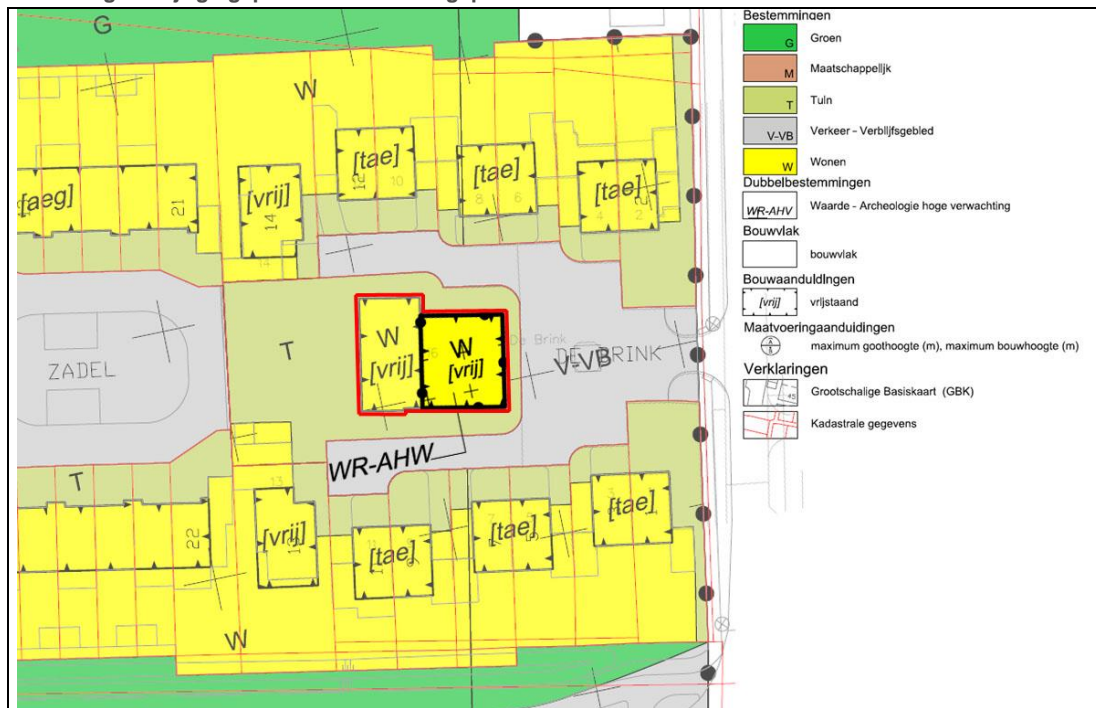 G
W
[tae]
[tae]
[tae]
[vrij]
[aeg]
21
14
12
10
8
6
4
2
14
T
W
[vrij]
W
[vrij]
De Brink
DE BRINK
V-VB
ZADEL
WR-AHW
T
13
22
[vrij]
[tae]
[tae]
[tae]
W
Bestemmingen
G Groen
M Maatschappelijk
T Tuin
V-VB Verkeer - Verblijfsgebied
W Wonen
Dubbelbestemmingen
WR-AHV Waarde - Archeologie hoge verwachting
Bouwvlak
bouwvlak
Bouwaanduidingen
[vrij] vrijstaand
Maatvoeringaanduidingen
maximum goothoogte (m), maximum bouwhoogte (m)
Verklaringen
45 Grootschalige Basiskaart (GBK)
Kadastrale gegevens